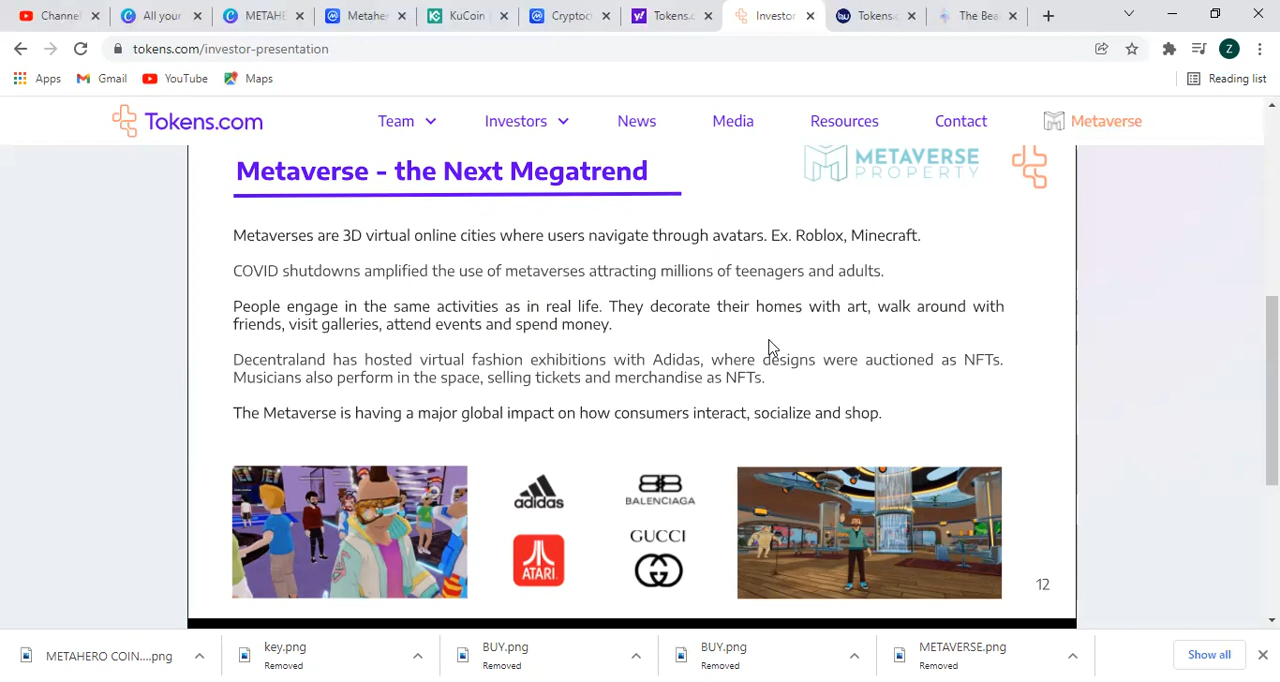 Channel
All your
METAHE
Metahe
KuCoin
Cryptoc
Tokens.c
Investor
Tokens.c
The Bea
tokens.com/investor-presentation
Z
Apps
Gmail
YouTube
Maps
Reading list
Tokens.com
Team
Investors
News
Media
Resources
Contact
Metaverse
Metaverse - the Next Megatrend
METAVERSE
PROPERTY
Metaverses are 3D virtual online cities where users navigate through avatars. Ex. Roblox, Minecraft.
COVID shutdowns amplified the use of metaverses attracting millions of teenagers and adults.
People engage in the same activities as in real life. They decorate their homes with art, walk around with
friends, visit galleries, attend events and spend money.
Decentraland has hosted virtual fashion exhibitions with Adidas, where designs were auctioned as NFTs.
Musicians also perform in the space, selling tickets and merchandise as NFTs.
The Metaverse is having a major global impact on how consumers interact, socialize and shop.
adidas
BALENCIAGA
ATARI
GUCCI
12
METAHERO COIN....png
key.png
Removed
BUY.png
Removed
BUY.png
Removed
METAVERSE.png
Removed
Show all